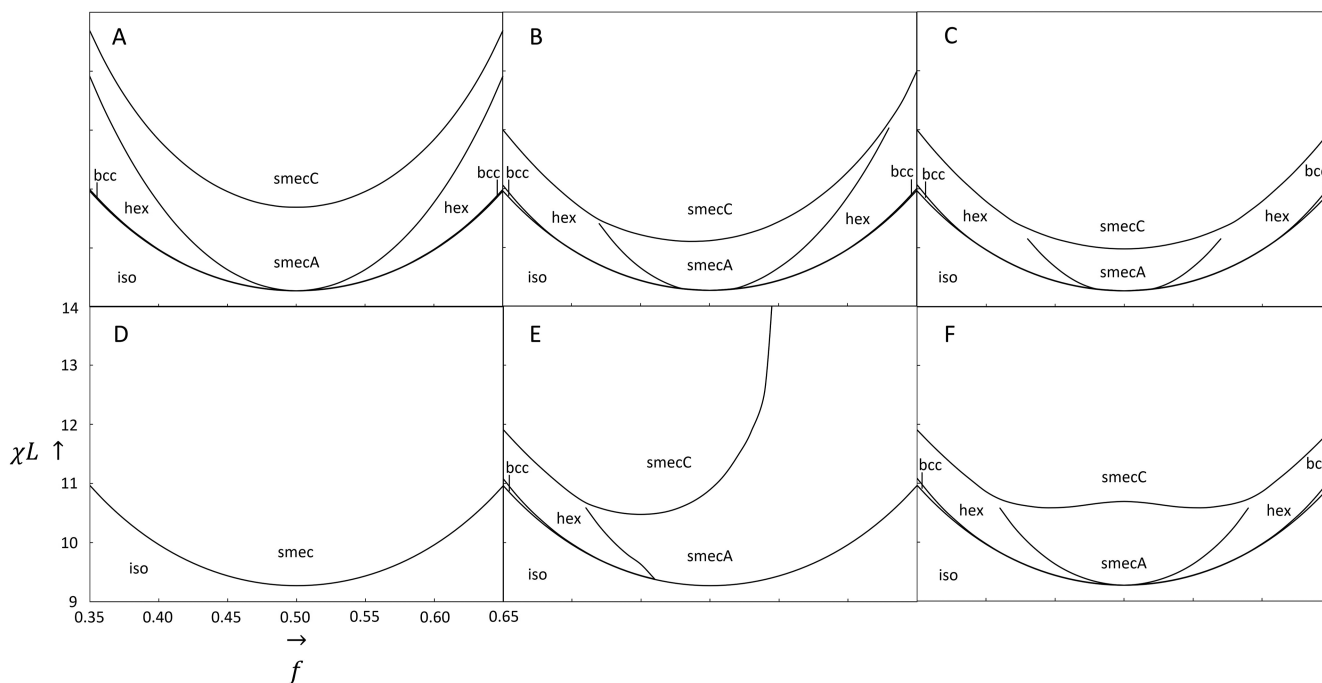 A
bcc
hex
iso
smecC
smecA
bcc
hex
B
bcc
hex
smecC
smecA
bcc
hex
C
bcc
hex
smecC
smecA
bcc
hex
D
iso
smec
E
bcc
hex
iso
smecC
smecA
F
bcc
hex
iso
smecC
smecA
bc
hex
14
13
12
11
10
9
χL ↑
0.35 0.40 0.45 0.50 0.55 0.60 0.65
→
f